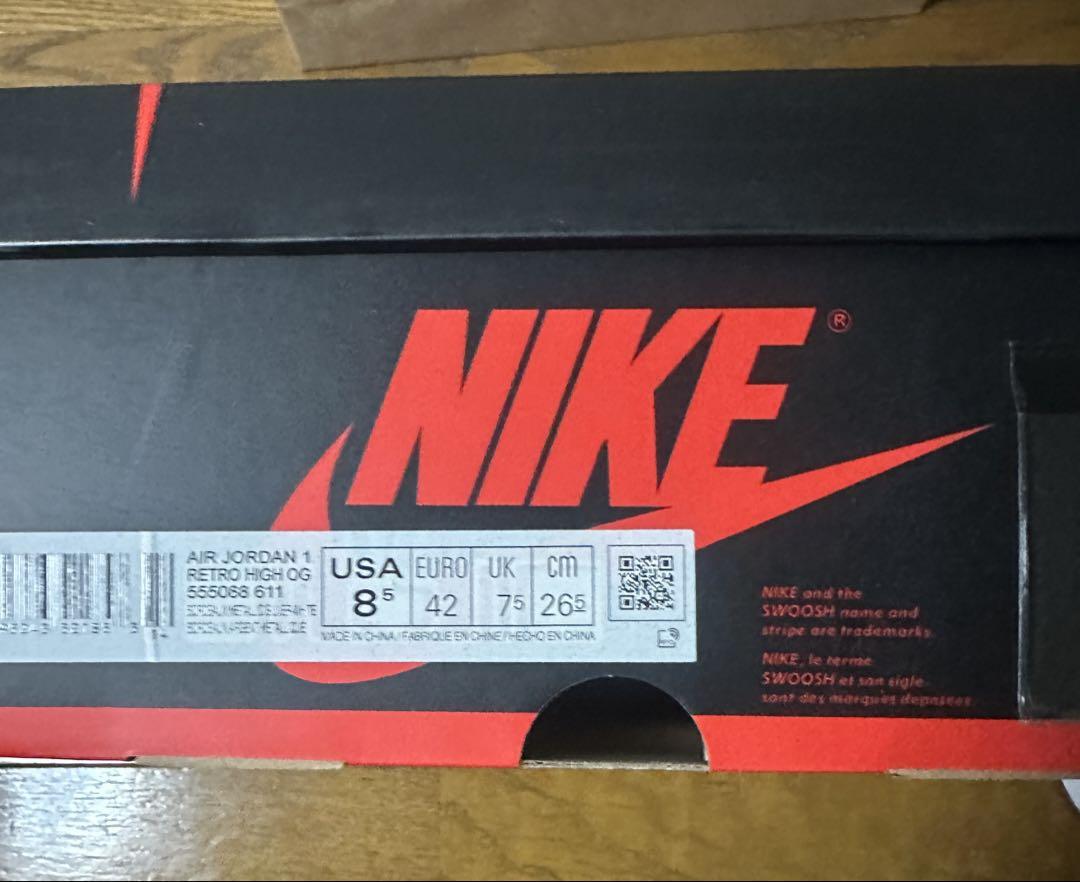 NIKE®
AIR JORDAN 1
RETRO HIGH OG
555068 611
USA EURO UK cm
8⁵ 42 7⁵ 26⁵
MADE IN CHINA / FABRIQUE EN CHINE / HECHO EN CHINA
NIKE and the
SWOOSH name and
stripe are trademarks.
NIKE, le terme
SWOOSH et son sigle
sont des marques deposees